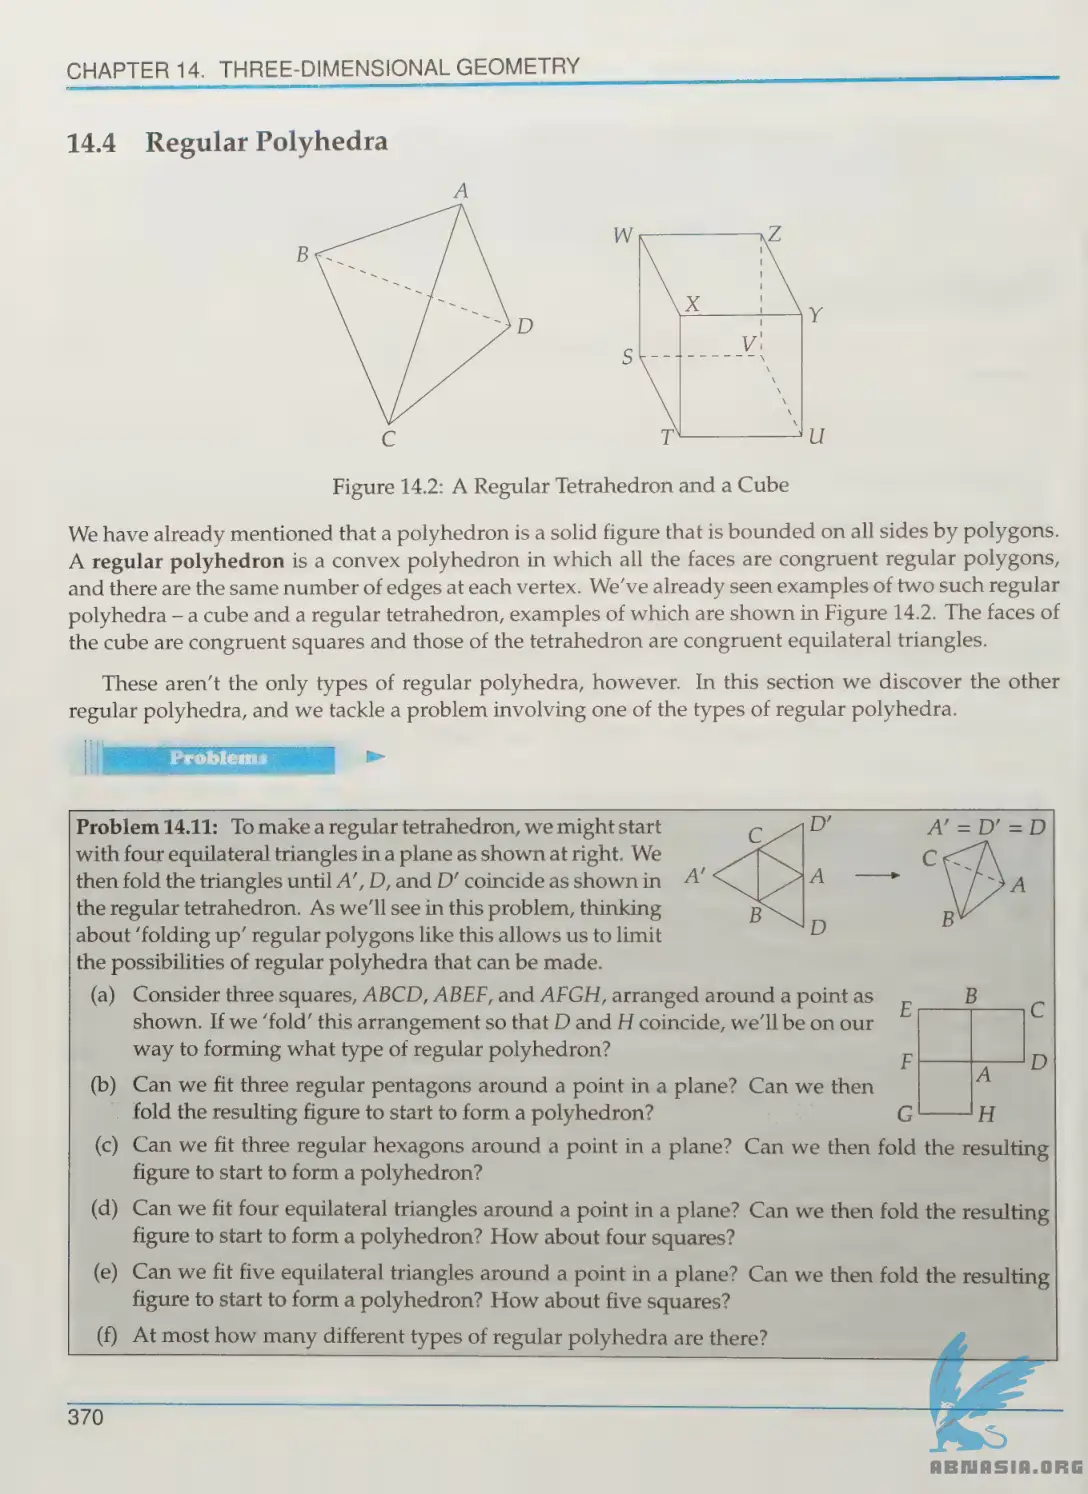 CHAPTER 14. THREE-DIMENSIONAL GEOMETRY
14.4 Regular Polyhedra
A
B
D
C
W
Z
X
Y
S
V
T
U
Figure 14.2: A Regular Tetrahedron and a Cube
We have already mentioned that a polyhedron is a solid figure that is bounded on all sides by polygons.
A regular polyhedron is a convex polyhedron in which all the faces are congruent regular polygons,
and there are the same number of edges at each vertex. We've already seen examples of two such regular
polyhedra – a cube and a regular tetrahedron, examples of which are shown in Figure 14.2. The faces of
the cube are congruent squares and those of the tetrahedron are congruent equilateral triangles.
These aren't the only types of regular polyhedra, however. In this section we discover the other
regular polyhedra, and we tackle a problem involving one of the types of regular polyhedra.
Problems
Problem 14.11: To make a regular tetrahedron, we might start
with four equilateral triangles in a plane as shown at right. We
then fold the triangles until A', D, and D' coincide as shown in
the regular tetrahedron. As we'll see in this problem, thinking
about 'folding up' regular polygons like this allows us to limit
the possibilities of regular polyhedra that can be made.
C
D'
A'
A
B
D
A' = D' = D
C
A
B
(a) Consider three squares, ABCD, ABEF, and AFGH, arranged around a point as
shown. If we 'fold' this arrangement so that D and H coincide, we'll be on our
way to forming what type of regular polyhedron?
E
B
C
F
A
D
G
H
(b) Can we fit three regular pentagons around a point in a plane? Can we then
fold the resulting figure to start to form a polyhedron?
(c) Can we fit three regular hexagons around a point in a plane? Can we then fold the resulting
figure to start to form a polyhedron?
(d) Can we fit four equilateral triangles around a point in a plane? Can we then fold the resulting
figure to start to form a polyhedron? How about four squares?
(e) Can we fit five equilateral triangles around a point in a plane? Can we then fold the resulting
figure to start to form a polyhedron? How about five squares?
(f) At most how many different types of regular polyhedra are there?
370
ABNASIA.ORG